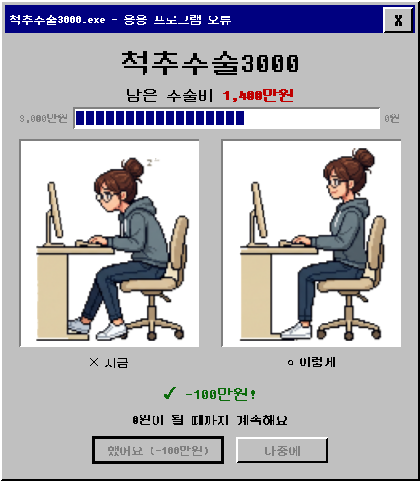 척추수술3000.exe - 응용 프로그램 오류
X
척추수술3000
남은 수술비 1,400만원
3,000만원
0원
× 지금
○ 이렇게
✓ -100만원!
0원이 될 때까지 계속해요
했어요 (-100만원)
나중에